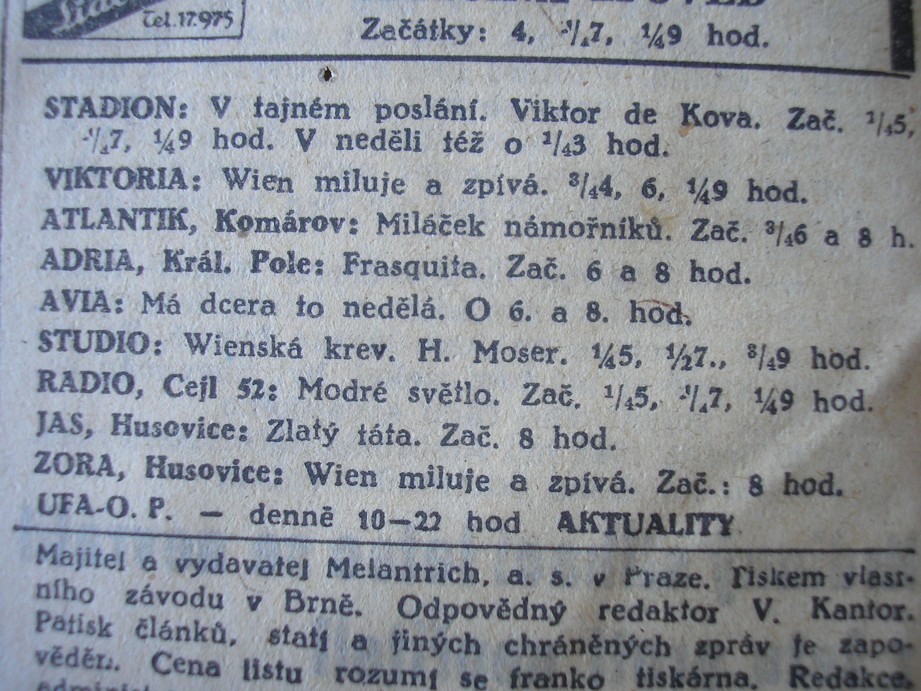 čel. 17.975
Začátky: 4, ¼7, ¼9 hod.
STADION: V tajném poslání. Viktor de Kova. Zač. ¼5,
¼7, ¼9 hod. V neděli též o ¼3 hod.
VIKTORIA: Wien miluje a zpívá. ¾4, 6, ¼9 hod.
ATLANTIK, Komárov: Miláček námořníků. Zač. ¾6 a 8 h.
ADRIA, Král. Pole: Frasquita. Zač. 6 a 8 hod.
AVIA: Má dcera to nedělá. O 6. a 8. hod.
STUDIO: Wienská krev. H. Moser. ¼5, ½7., ¾9 hod.
RADIO, Cejl 52: Modré světlo. Zač. ¼5, ¼7, ¼9 hod.
JAS, Husovice: Zlatý táta. Zač. 8 hod.
ZORA, Husovice: Wien miluje a zpívá. Zač.: 8 hod.
UFA-O. P. — denně 10—22 hod AKTUALITY
Majitel a vydavatel Melantrich, a. s. v Praze. Tiskem vlast-
ního závodu v Brně. Odpovědný redaktor V. Kantor.
Patisk článků, statí a jiných chráněných zpráv je zapo-
věděn. Cena listu rozumí se franko tiskárna. Redakce,